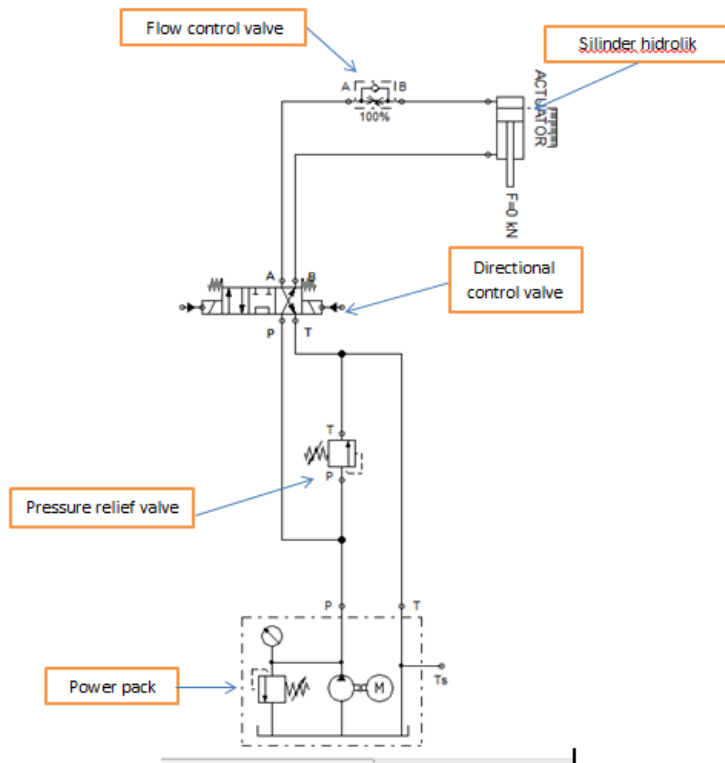 Flow control valve
Silinder hidrolik
A
B
100%
ACTUATOR
F=0 kN
A
B
Directional
control valve
P
T
T
P
Pressure relief valve
P
T
Ts
M
Power pack